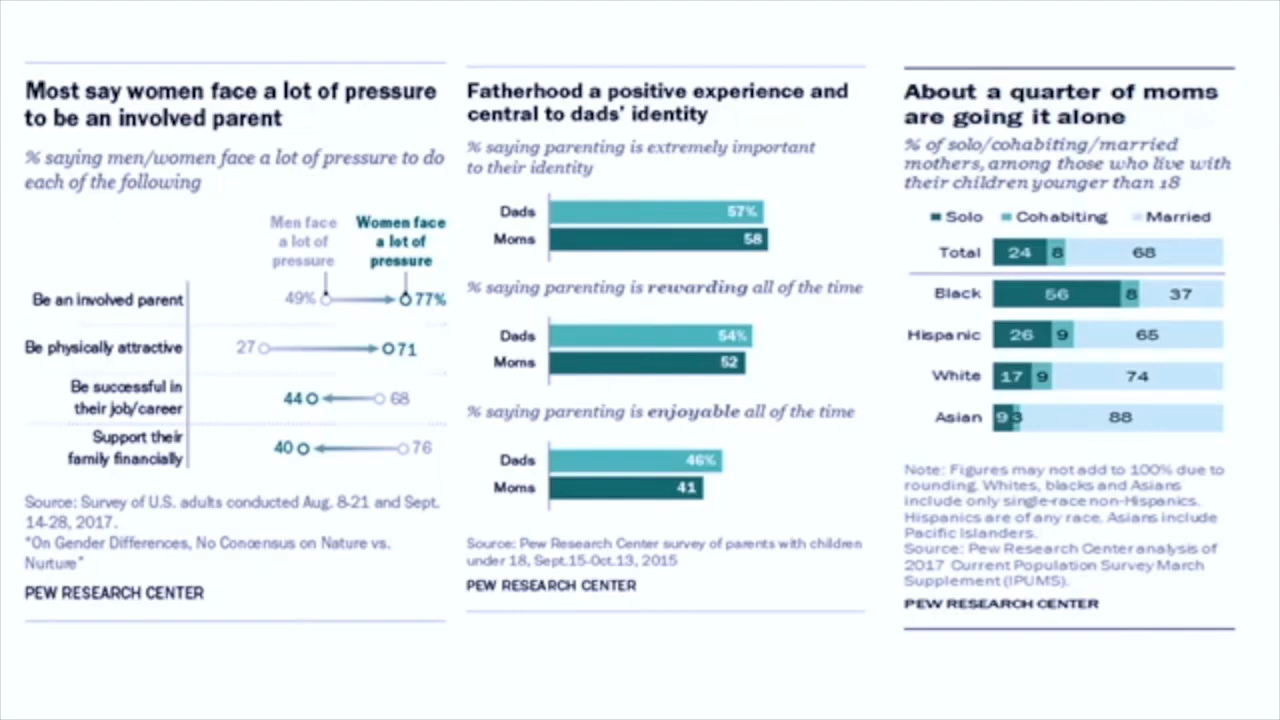 Most say women face a lot of pressure
to be an involved parent
% saying men/women face a lot of pressure to do
each of the following
Men face
a lot of
pressure
Women face
a lot of
pressure
Be an involved parent 49% 77%
Be physically attractive 27 71
Be successful in
their job/career
44 68
Support their
family financially
40 76
Source: Survey of U.S. adults conducted Aug. 8-21 and Sept.
14-28, 2017.
"On Gender Differences, No Consensus on Nature vs.
Nurture"
PEW RESEARCH CENTER
Fatherhood a positive experience and
central to dads' identity
% saying parenting is extremely important
to their identity
Dads 57%
Moms 58
% saying parenting is rewarding all of the time
Dads 54%
Moms 52
% saying parenting is enjoyable all of the time
Dads 46%
Moms 41
Source: Pew Research Center survey of parents with children
under 18, Sept.15-Oct.13, 2015
PEW RESEARCH CENTER
About a quarter of moms
are going it alone
% of solo/cohabiting/married
mothers, among those who live with
their children younger than 18
Solo Cohabiting Married
Total 24 8 68
Black 56 8 37
Hispanic 26 9 65
White 17 9 74
Asian 9 3 88
Note: Figures may not add to 100% due to
rounding. Whites, blacks and Asians
include only single-race non-Hispanics.
Hispanics are of any race. Asians include
Pacific Islanders.
Source: Pew Research Center analysis of
2017 Current Population Survey March
Supplement (IPUMS).
PEW RESEARCH CENTER